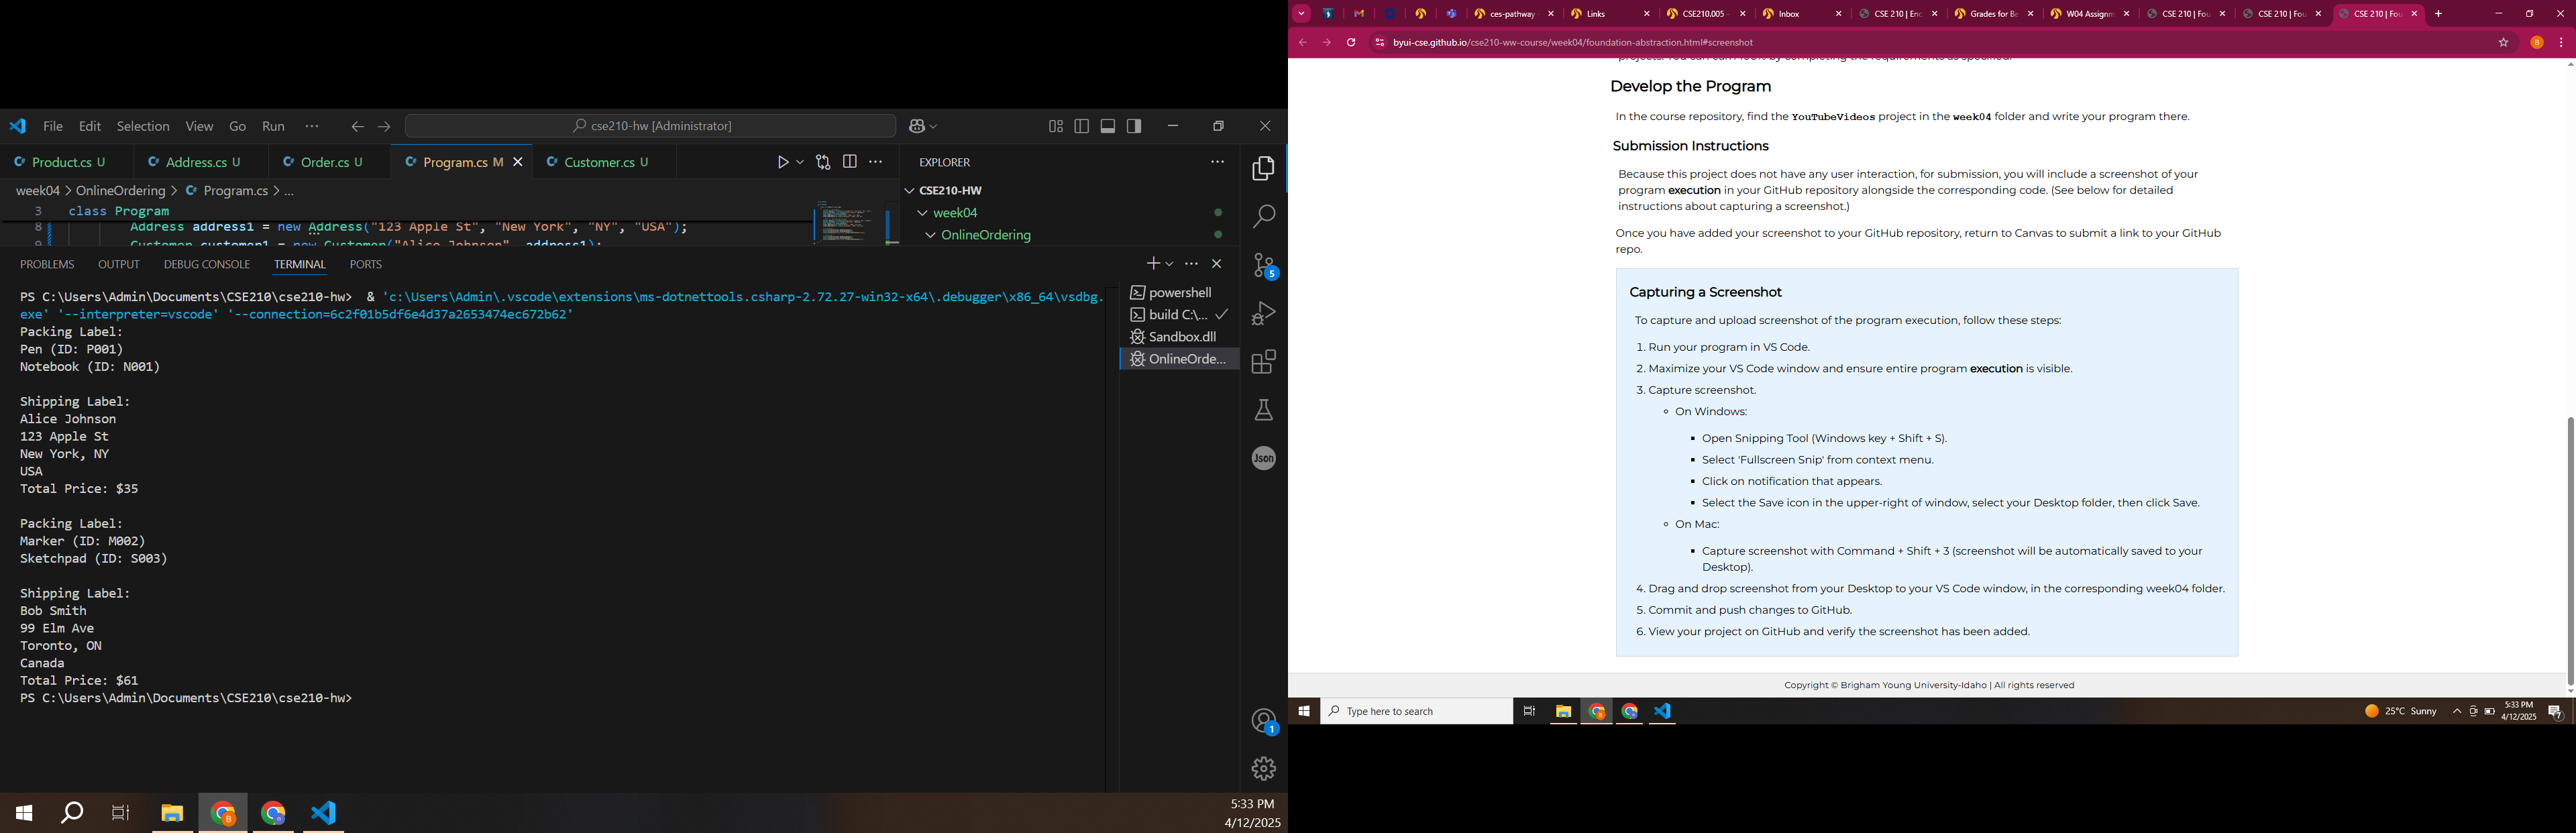 File Edit Selection View Go Run ··· cse210-hw [Administrator]
Product.cs U Address.cs U Order.cs U Program.cs M Customer.cs U
week04 > OnlineOrdering > Program.cs > ...
3 class Program
8 Address address1 = new Address("123 Apple St", "New York", "NY", "USA");
Customer customer1 = new Customer("Alice Johnson", address1);
EXPLORER
CSE210-HW
week04
OnlineOrdering
PROBLEMS OUTPUT DEBUG CONSOLE TERMINAL PORTS
PS C:\Users\Admin\Documents\CSE210\cse210-hw> & 'c:\Users\Admin\.vscode\extensions\ms-dotnettools.csharp-2.72.27-win32-x64\.debugger\x86_64\vsdbg.
exe' '--interpreter=vscode' '--connection=6c2f01b5df6e4d37a2653474ec672b62'
Packing Label:
Pen (ID: P001)
Notebook (ID: N001)
Shipping Label:
Alice Johnson
123 Apple St
New York, NY
USA
Total Price: $35
Packing Label:
Marker (ID: M002)
Sketchpad (ID: S003)
Shipping Label:
Bob Smith
99 Elm Ave
Toronto, ON
Canada
Total Price: $61
PS C:\Users\Admin\Documents\CSE210\cse210-hw>
powershell
build C:\...
Sandbox.dll
OnlineOrde...
5
Json
1
5:33 PM
4/12/2025
ces-pathway Links CSE210.005 - Inbox CSE 210 | Enc Grades for Be W04 Assignm CSE 210 | Fou CSE 210 | Fou CSE 210 | Fou
byui-cse.github.io/cse210-ww-course/week04/foundation-abstraction.html#screenshot B
projects. You can earn 100% by completing the requirements as specified.
Develop the Program
In the course repository, find the YouTubeVideos project in the week04 folder and write your program there.
Submission Instructions
Because this project does not have any user interaction, for submission, you will include a screenshot of your
program execution in your GitHub repository alongside the corresponding code. (See below for detailed
instructions about capturing a screenshot.)
Once you have added your screenshot to your GitHub repository, return to Canvas to submit a link to your GitHub
repo.
Capturing a Screenshot
To capture and upload screenshot of the program execution, follow these steps:
1. Run your program in VS Code.
2. Maximize your VS Code window and ensure entire program execution is visible.
3. Capture screenshot.
On Windows:
Open Snipping Tool (Windows key + Shift + S).
Select 'Fullscreen Snip' from context menu.
Click on notification that appears.
Select the Save icon in the upper-right of window, select your Desktop folder, then click Save.
On Mac:
Capture screenshot with Command + Shift + 3 (screenshot will be automatically saved to your
Desktop).
4. Drag and drop screenshot from your Desktop to your VS Code window, in the corresponding week04 folder.
5. Commit and push changes to GitHub.
6. View your project on GitHub and verify the screenshot has been added.
Copyright © Brigham Young University-Idaho | All rights reserved
Type here to search
25°C Sunny
5:33 PM
4/12/2025
7